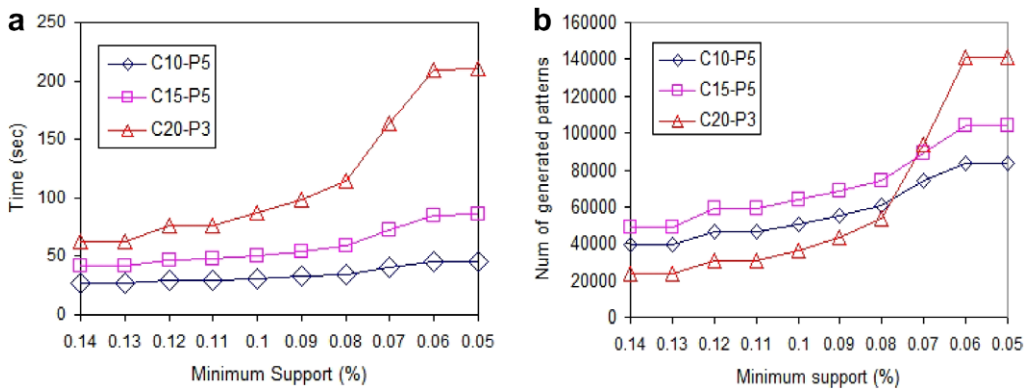 a
Time (sec)
250
200
150
100
50
0
C10-P5
C15-P5
C20-P3
0.14 0.13 0.12 0.11 0.1 0.09 0.08 0.07 0.06 0.05
Minimum Support (%)
b
Num of generated patterns
160000
140000
120000
100000
80000
60000
40000
20000
0
C10-P5
C15-P5
C20-P3
0.14 0.13 0.12 0.11 0.1 0.09 0.08 0.07 0.06 0.05
Minimum support (%)